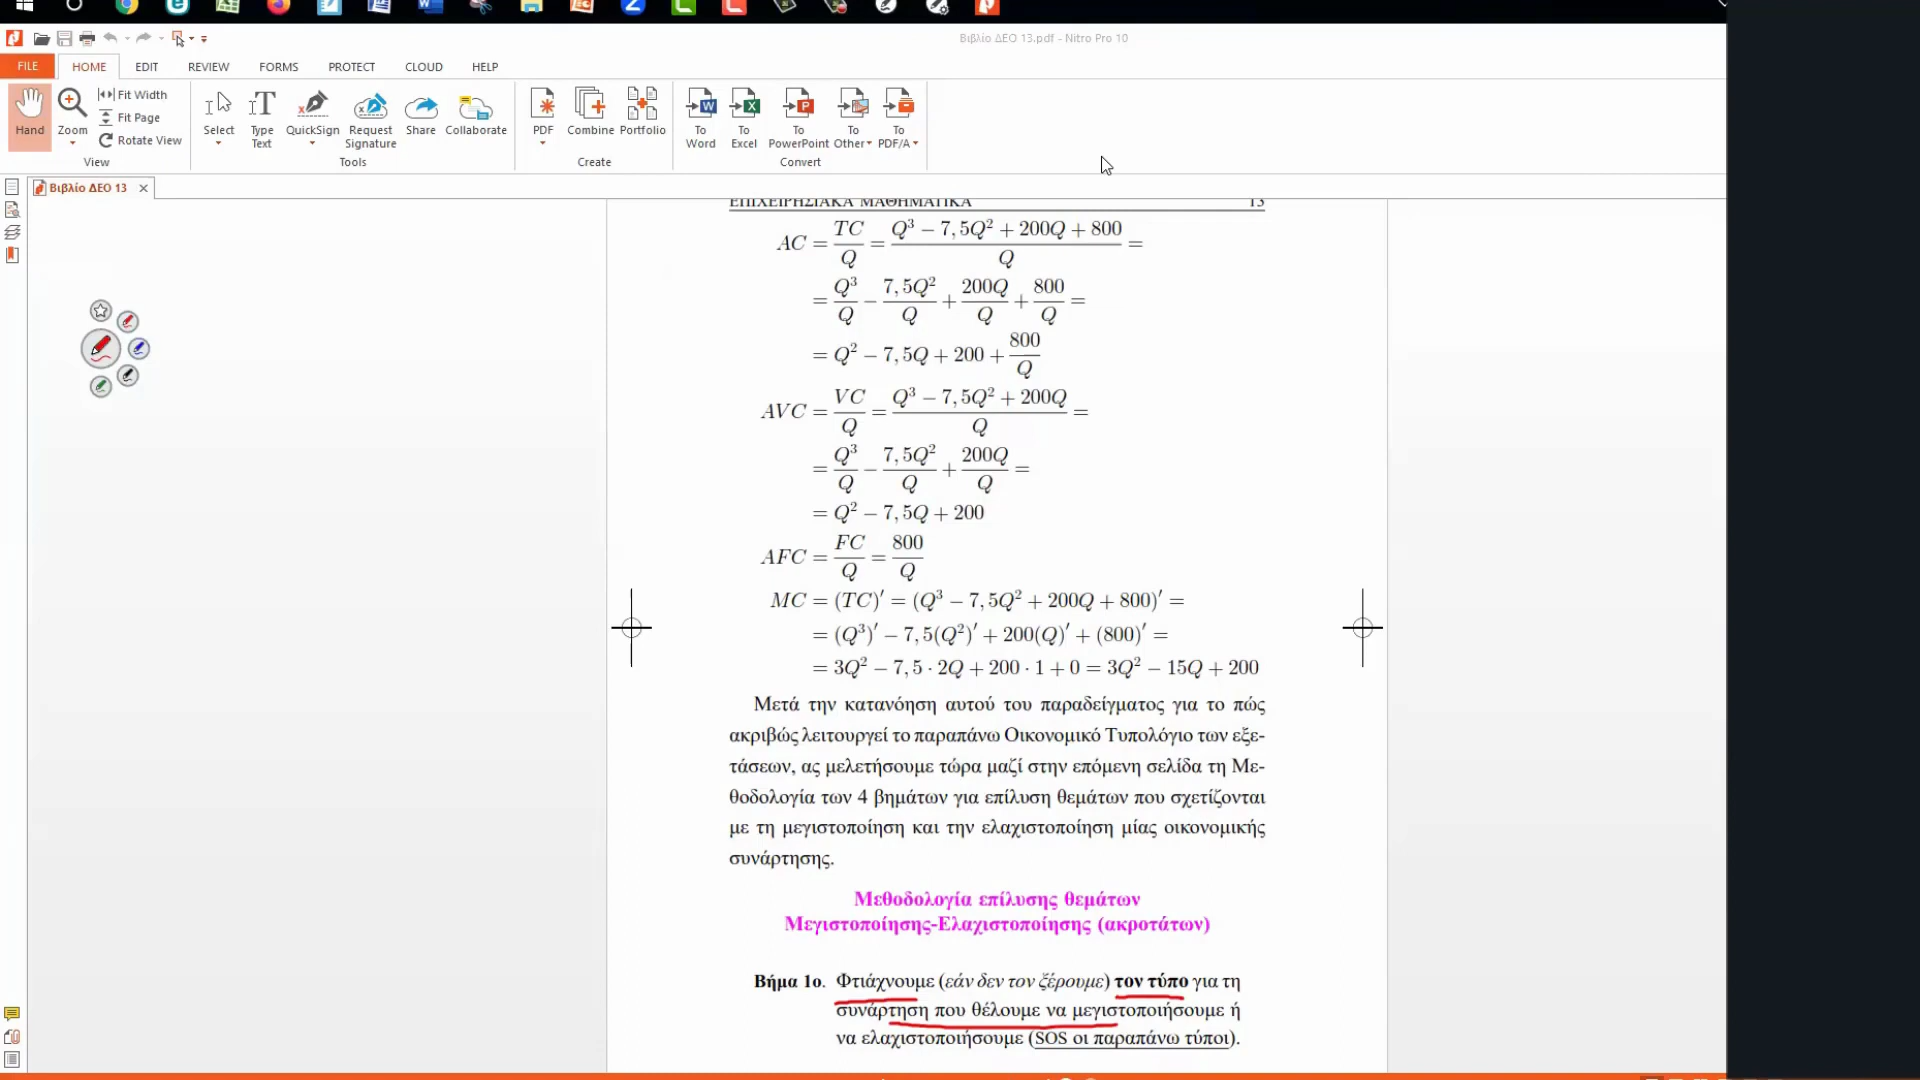 Βιβλίο ΔΕΟ 13.pdf - Nitro Pro 10
FILE HOME EDIT REVIEW FORMS PROTECT CLOUD HELP
Hand
Zoom
Fit Width
Fit Page
Rotate View
View
Select
Type Text
QuickSign
Request Signature
Share
Collaborate
Tools
PDF
Combine
Portfolio
Create
To Word
To Excel
To PowerPoint
To Other
To PDF/A
Convert
Βιβλίο ΔΕΟ 13
ΕΠΙΧΕΙΡΗΣΙΑΚΑ ΜΑΘΗΜΑΤΙΚΑ 13
AC = TC/Q = (Q³ − 7,5Q² + 200Q + 800)/Q =
= Q³/Q − 7,5Q²/Q + 200Q/Q + 800/Q =
= Q² − 7,5Q + 200 + 800/Q
AVC = VC/Q = (Q³ − 7,5Q² + 200Q)/Q =
= Q³/Q − 7,5Q²/Q + 200Q/Q =
= Q² − 7,5Q + 200
AFC = FC/Q = 800/Q
MC = (TC)′ = (Q³ − 7,5Q² + 200Q + 800)′ =
= (Q³)′ − 7,5(Q²)′ + 200(Q)′ + (800)′ =
= 3Q² − 7,5 · 2Q + 200 · 1 + 0 = 3Q² − 15Q + 200
Μετά την κατανόηση αυτού του παραδείγματος για το πώς
ακριβώς λειτουργεί το παραπάνω Οικονομικό Τυπολόγιο των εξε-
τάσεων, ας μελετήσουμε τώρα μαζί στην επόμενη σελίδα τη Με-
θοδολογία των 4 βημάτων για επίλυση θεμάτων που σχετίζονται
με τη μεγιστοποίηση και την ελαχιστοποίηση μίας οικονομικής
συνάρτησης.
Μεθοδολογία επίλυσης θεμάτων
Μεγιστοποίησης-Ελαχιστοποίησης (ακροτάτων)
Βήμα 1ο. Φτιάχνουμε (εάν δεν τον ξέρουμε) τον τύπο για τη
συνάρτηση που θέλουμε να μεγιστοποιήσουμε ή
να ελαχιστοποιήσουμε (SOS οι παραπάνω τύποι).